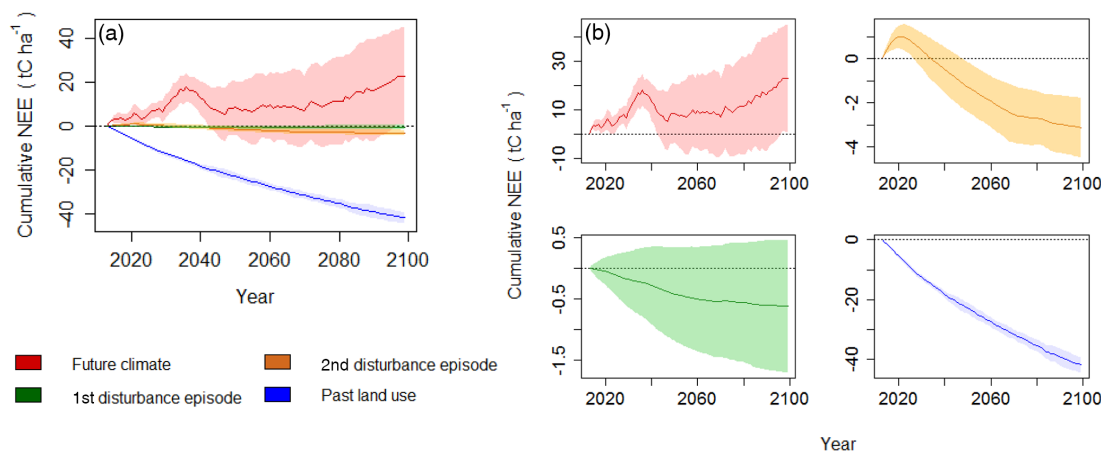 (a)
Cumulative NEE ( tC ha⁻¹)
40
20
0
-20
-40
2020 2040 2060 2080 2100
Year
Future climate
1st disturbance episode
2nd disturbance episode
Past land use
(b)
Cumulative NEE ( tC ha⁻¹)
30
10
-10
2020 2060 2100
0
-2
-4
2020 2060 2100
0.5
-0.5
-1.5
2020 2060 2100
0
-20
-40
2020 2060 2100
Year